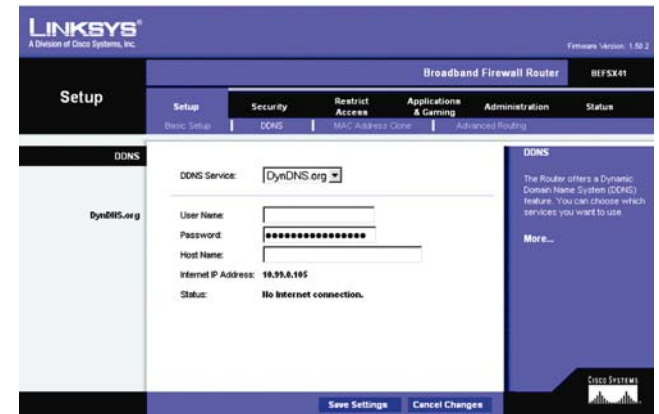 LINKSYS®
A Division of Cisco Systems, Inc.
Firmware Version: 1.50.2
Broadband Firewall Router
BEFSX41
Setup
Setup Security Restrict Access Applications & Gaming Administration Status
Basic Setup | DDNS | MAC Address Clone | Advanced Routing
DDNS
DDNS Service: DynDNS.org
DynDNS.org
User Name:
Password: ●●●●●●●●●●●●●●●●
Host Name:
Internet IP Address: 10.99.0.105
Status: No Internet connection.
DDNS
The Router offers a Dynamic
Domain Name System (DDNS)
feature. You can choose which
services you want to use.
More...
Save Settings Cancel Changes
CISCO SYSTEMS